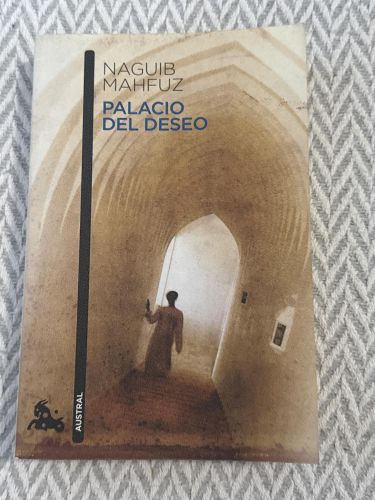 NAGUIB
MAHFUZ
PALACIO
DEL DESEO
AUSTRAL